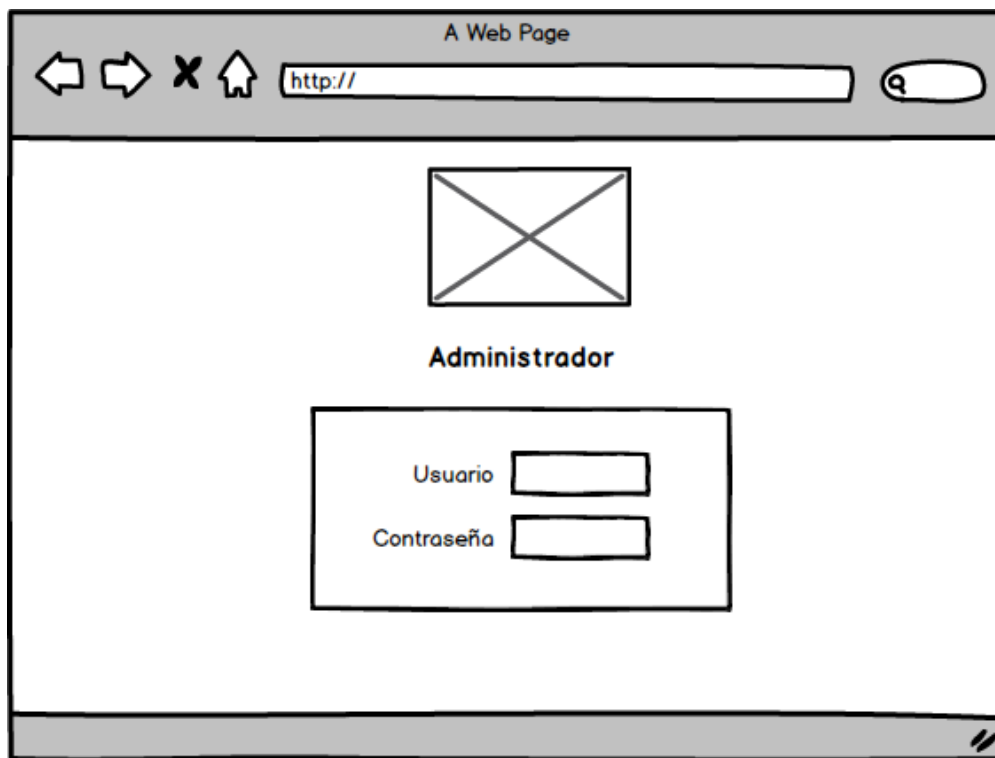 A Web Page
http://
Administrador
Usuario
Contraseña